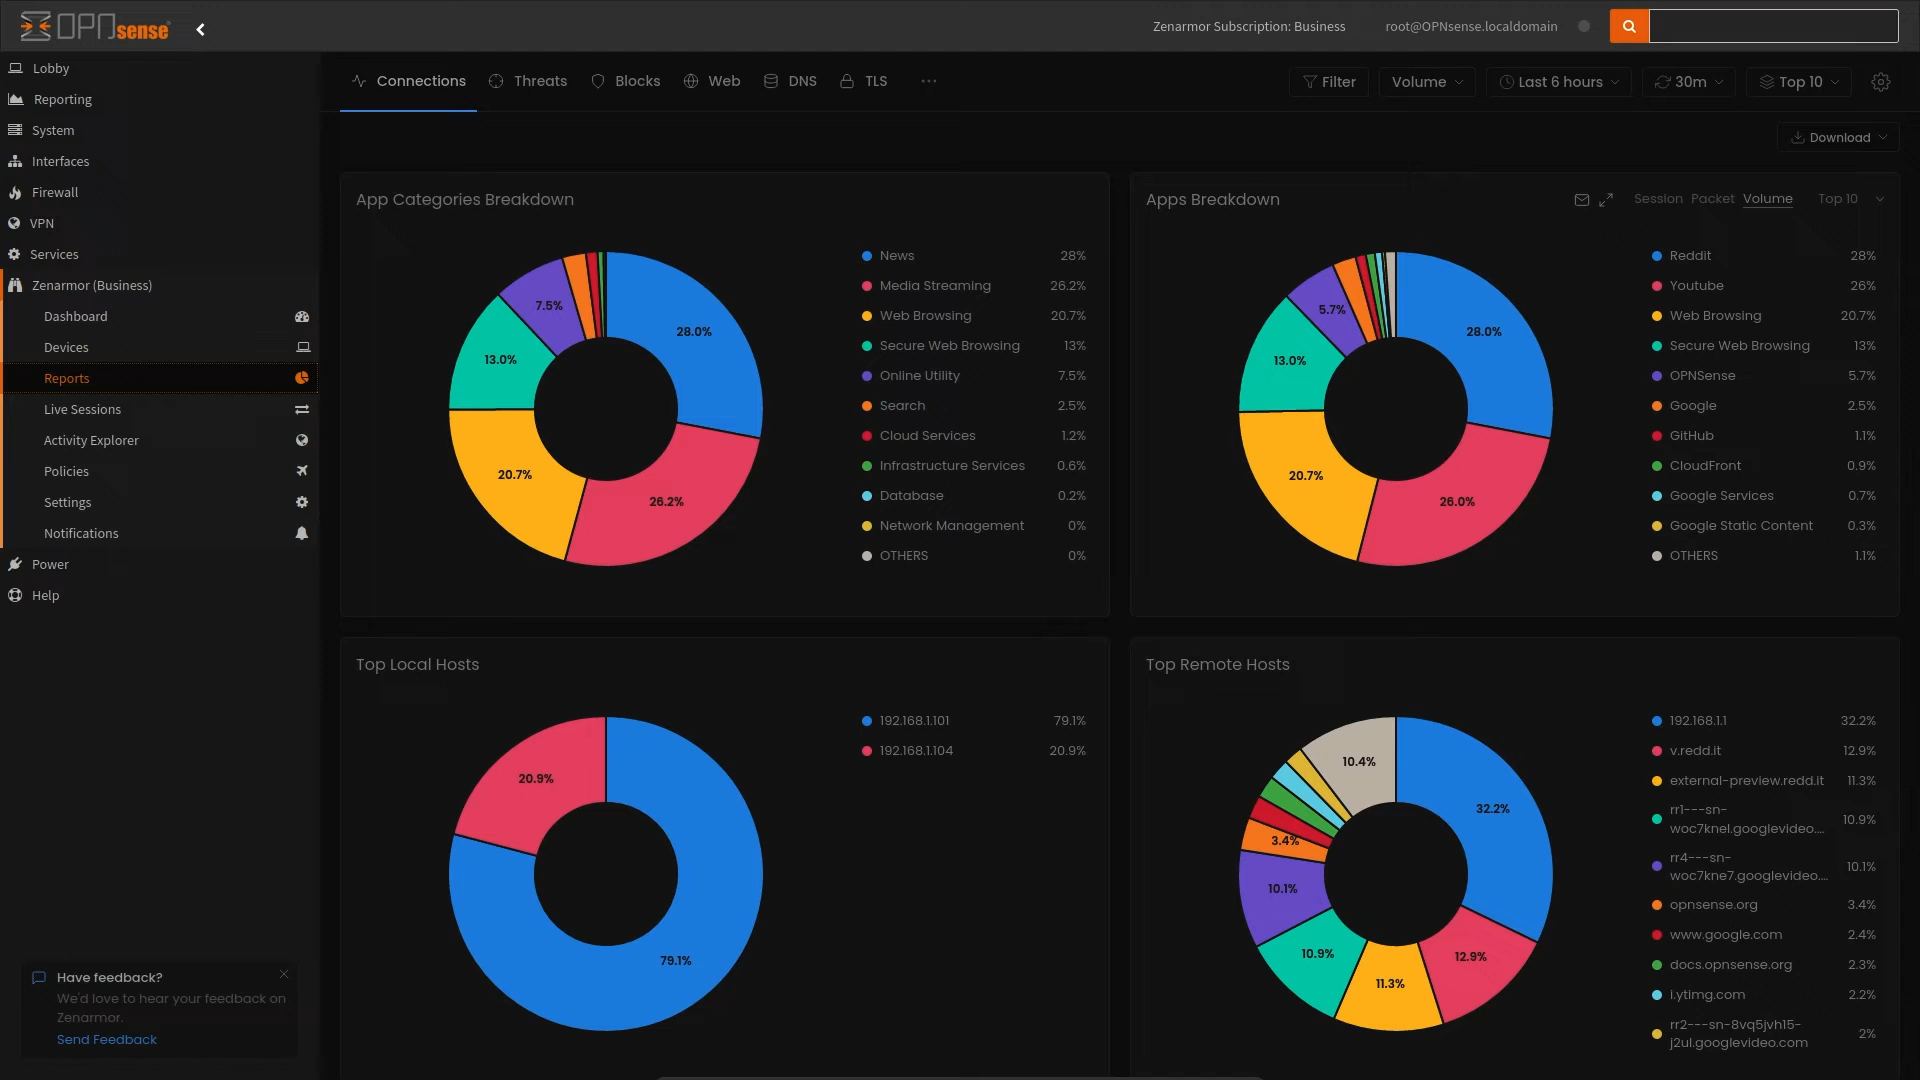 OPNsense
Zenarmor Subscription: Business
root@OPNsense.localdomain
Lobby
Reporting
System
Interfaces
Firewall
VPN
Services
Zenarmor (Business)
Dashboard
Devices
Reports
Live Sessions
Activity Explorer
Policies
Settings
Notifications
Power
Help
Have feedback?
We'd love to hear your feedback on
Zenarmor.
Send Feedback
Connections Threats Blocks Web DNS TLS ...
Filter Volume Last 6 hours 30m Top 10
Download
App Categories Breakdown
28.0%
26.2%
20.7%
13.0%
7.5%
News 28%
Media Streaming 26.2%
Web Browsing 20.7%
Secure Web Browsing 13%
Online Utility 7.5%
Search 2.5%
Cloud Services 1.2%
Infrastructure Services 0.6%
Database 0.2%
Network Management 0%
OTHERS 0%
Apps Breakdown
Session Packet Volume Top 10
28.0%
26.0%
20.7%
13.0%
5.7%
Reddit 28%
Youtube 26%
Web Browsing 20.7%
Secure Web Browsing 13%
OPNSense 5.7%
Google 2.5%
GitHub 1.1%
CloudFront 0.9%
Google Services 0.7%
Google Static Content 0.3%
OTHERS 1.1%
Top Local Hosts
20.9%
79.1%
192.168.1.101 79.1%
192.168.1.104 20.9%
Top Remote Hosts
32.2%
12.9%
11.3%
10.9%
10.1%
3.4%
10.4%
192.168.1.1 32.2%
v.redd.it 12.9%
external-preview.redd.it 11.3%
rr1---sn-
woc7knel.googlevideo.... 10.9%
rr4---sn-
woc7kne7.googlevideo.... 10.1%
opnsense.org 3.4%
www.google.com 2.4%
docs.opnsense.org 2.3%
i.ytimg.com 2.2%
rr2---sn-8vq5jvh15-
j2ul.googlevideo.com 2%